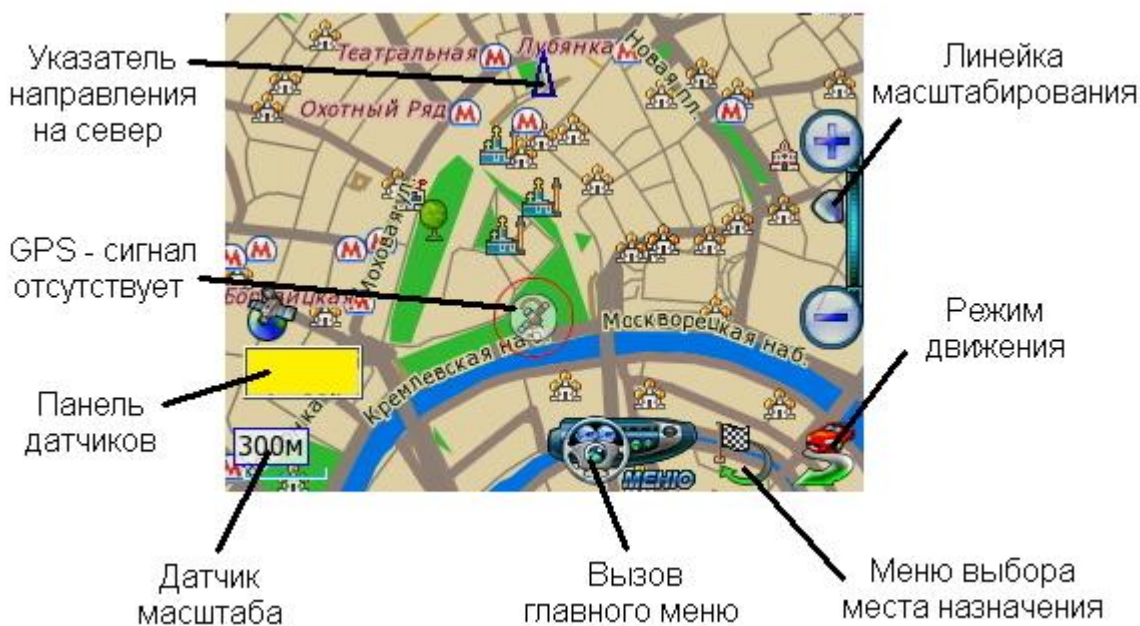 Указатель
направления
на север
Линейка
масштабирования
GPS - сигнал
отсутствует
Режим
движения
Панель
датчиков
Датчик
масштаба
Вызов
главного меню
Меню выбора
места назначения
Театральная
Лубянка
Новая пл.
Охотный Ряд
Моховая ул.
Кремлевская на
Москворецкая наб.
300м
МЕНЮ